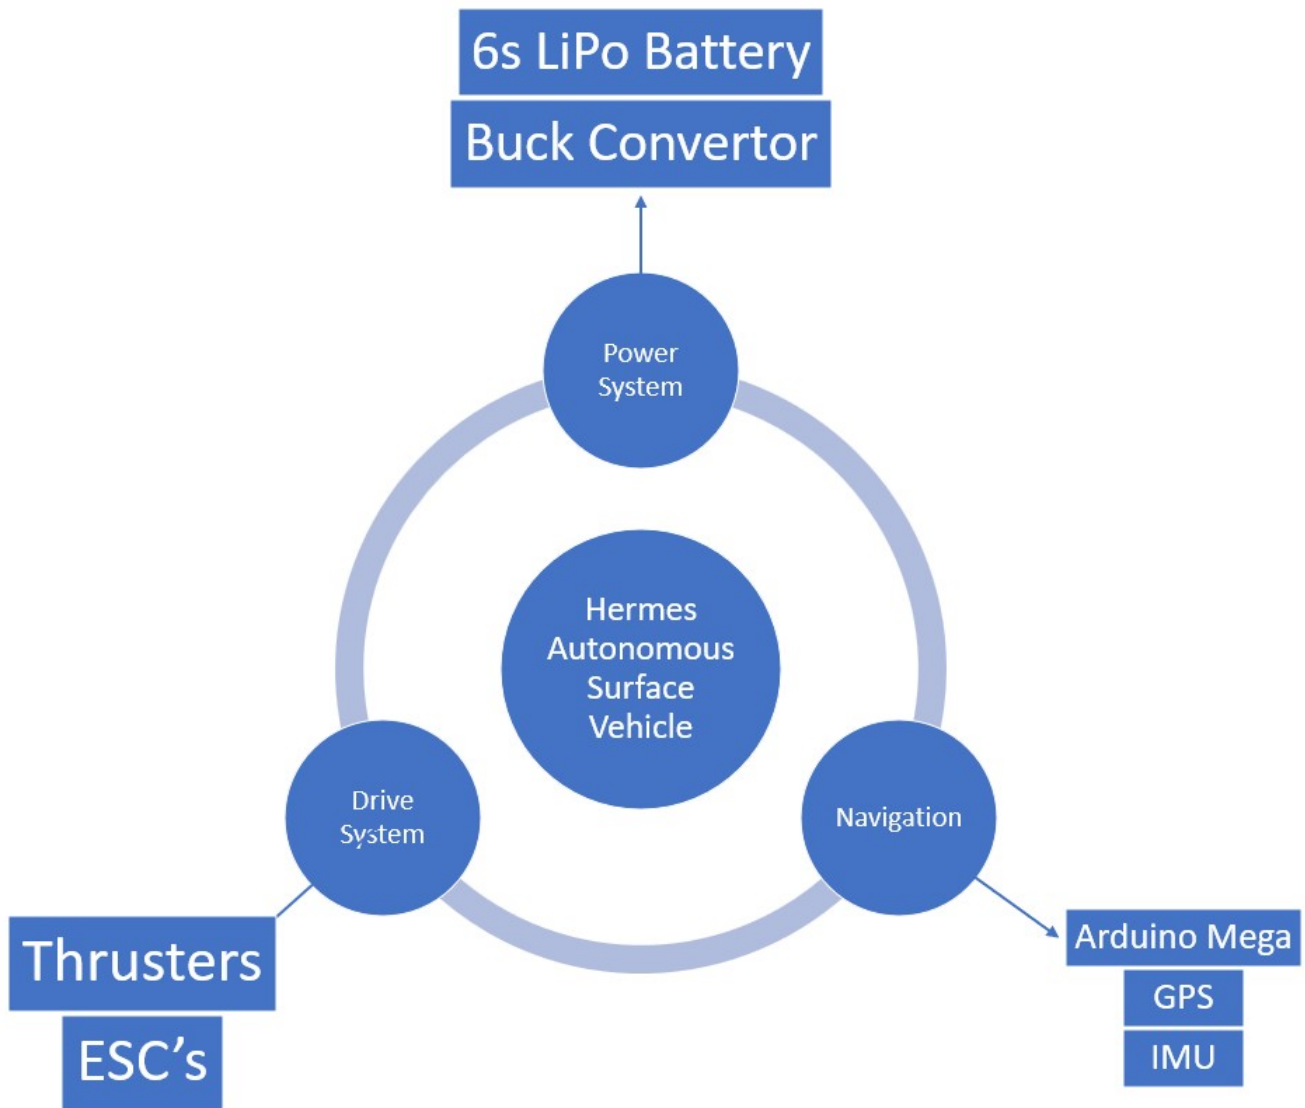 6s LiPo Battery
Buck Convertor
Power
System
Hermes
Autonomous
Surface
Vehicle
Drive
System
Navigation
Thrusters
ESC’s
Arduino Mega
GPS
IMU